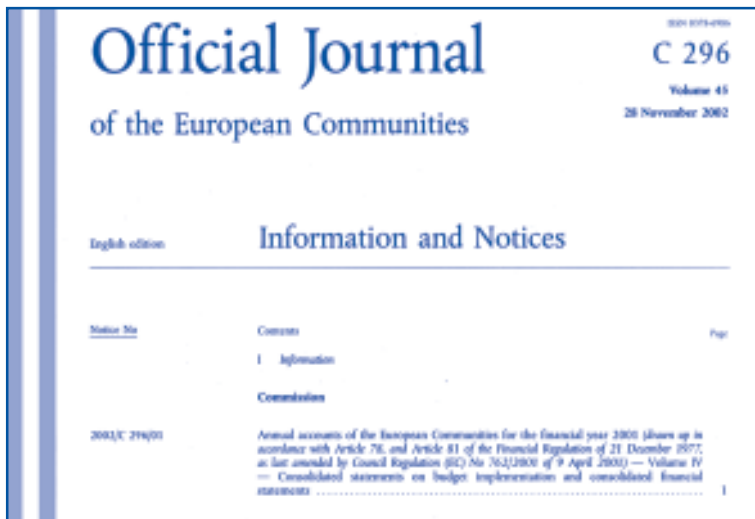 ISSN 0378-6986
Official Journal
C 296
Volume 45
28 November 2002
of the European Communities
English edition
Information and Notices
Notice No
Contents
Page
I Information
Commission
2002/C 296/01
Annual accounts of the European Communities for the financial year 2001 (drawn up in
accordance with Article 78, and Article 81 of the Financial Regulation of 21 December 1977,
as last amended by Council Regulation (EC) No 762/2001 of 9 April 2001) — Volume IV
— Consolidated statements on budget implementation and consolidated financial
statements ........................................................................ 1